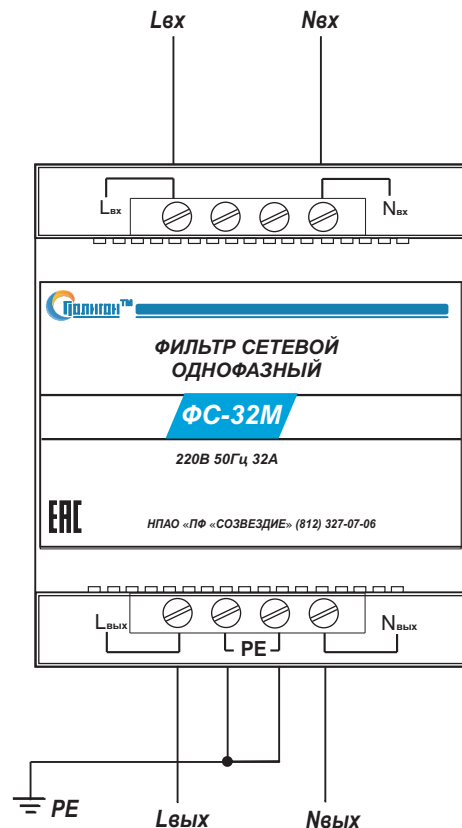 Lвх Nвх
Lвх Nвх
Полигон™
ФИЛЬТР СЕТЕВОЙ
ОДНОФАЗНЫЙ
ФС-32М
220В 50Гц 32А
ЕАС
НПАО «ПФ «СОЗВЕЗДИЕ» (812) 327-07-06
Lвых Nвых
PE
PE
Lвых Nвых